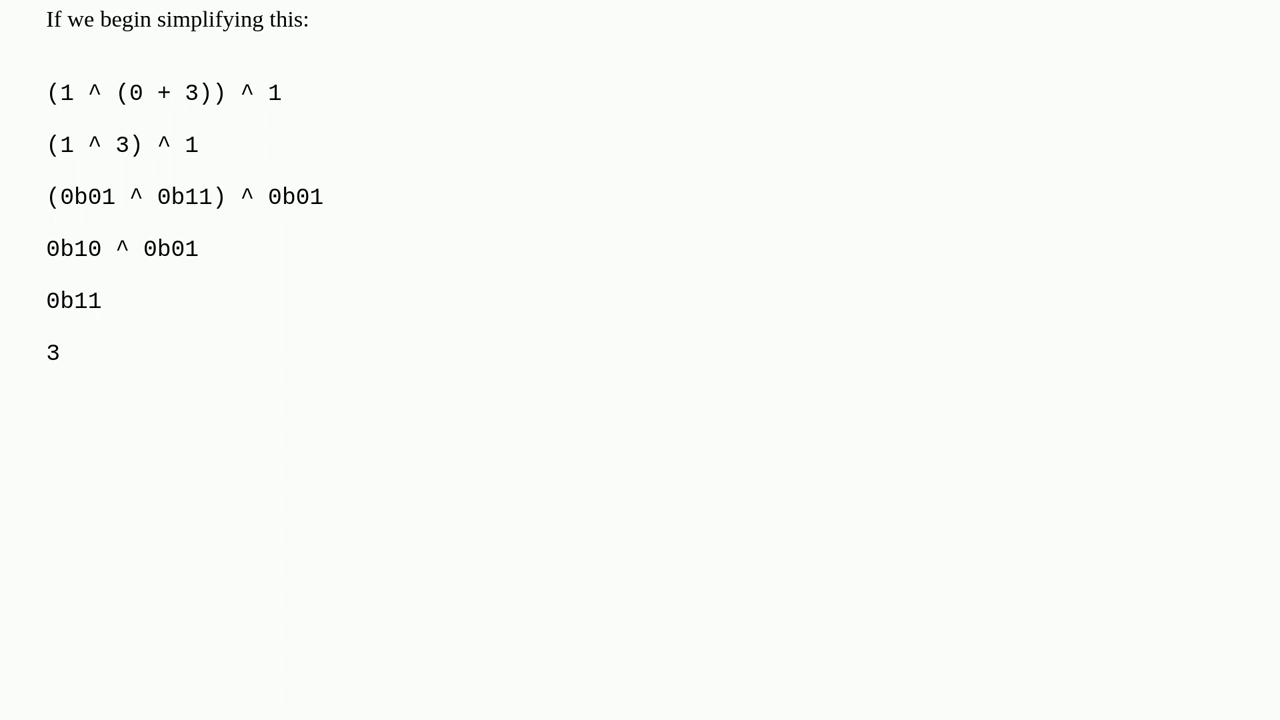 If we begin simplifying this:
(1 ^ (0 + 3)) ^ 1
(1 ^ 3) ^ 1
(0b01 ^ 0b11) ^ 0b01
0b10 ^ 0b01
0b11
3